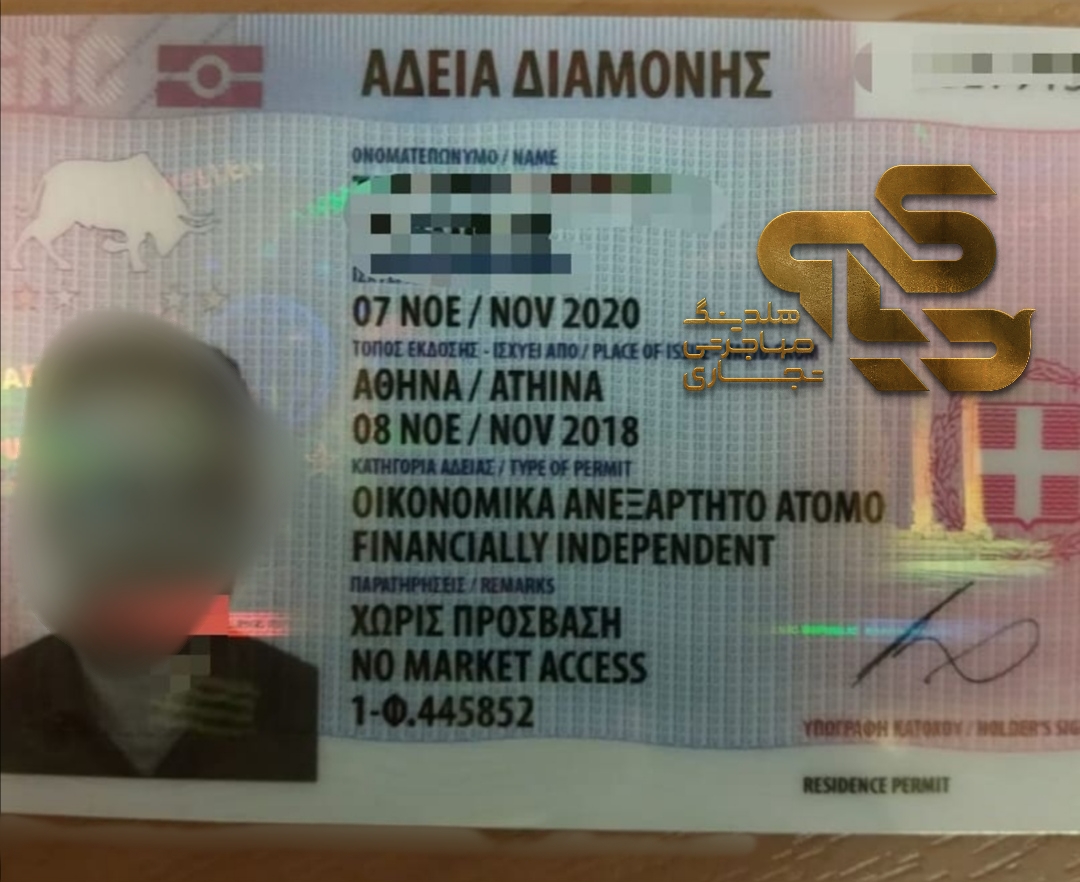 ΑΔΕΙΑ ΔΙΑΜΟΝΗΣ
ΟΝΟΜΑΤΕΠΩΝΥΜΟ / NAME
07 ΝΟΕ / NOV 2020
ΤΟΠΟΣ ΕΚΔΟΣΗΣ - ΙΣΧΥΕΙ ΑΠΟ / PLACE OF
ΑΘΗΝΑ / ATHINA
08 ΝΟΕ / NOV 2018
ΚΑΤΗΓΟΡΙΑ ΑΔΕΙΑΣ / TYPE OF PERMIT
ΟΙΚΟΝΟΜΙΚΑ ΑΝΕΞΑΡΤΗΤΟ ΑΤΟΜΟ
FINANCIALLY INDEPENDENT
ΠΑΡΑΤΗΡΗΣΕΙΣ / REMARKS
ΧΩΡΙΣ ΠΡΟΣΒΑΣΗ
NO MARKET ACCESS
1-Φ.445852
ΥΠΟΓΡΑΦΗ ΚΑΤΟΧΟΥ / HOLDER'S
RESIDENCE PERMIT
هلدینگ
مهاجرتی
تجاری